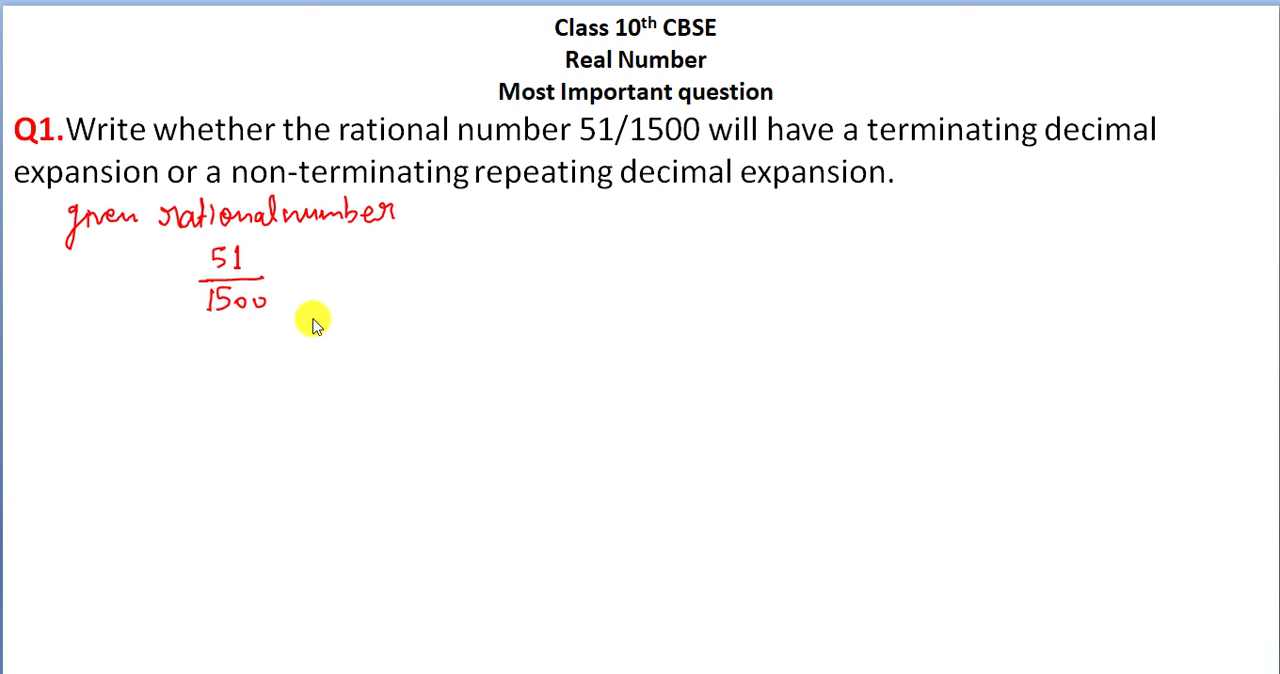 Class 10th CBSE
Real Number
Most Important question
Q1.Write whether the rational number 51/1500 will have a terminating decimal
expansion or a non-terminating repeating decimal expansion.
given rational number
51
1500